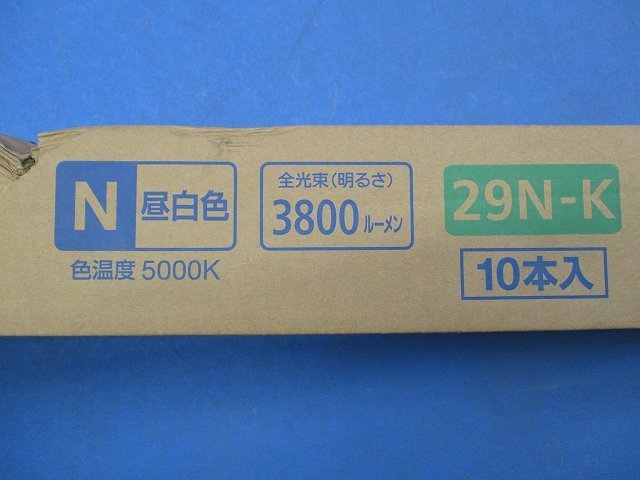 N 昼白色
色温度 5000K
全光束(明るさ)
3800 ルーメン
29N-K
10本入